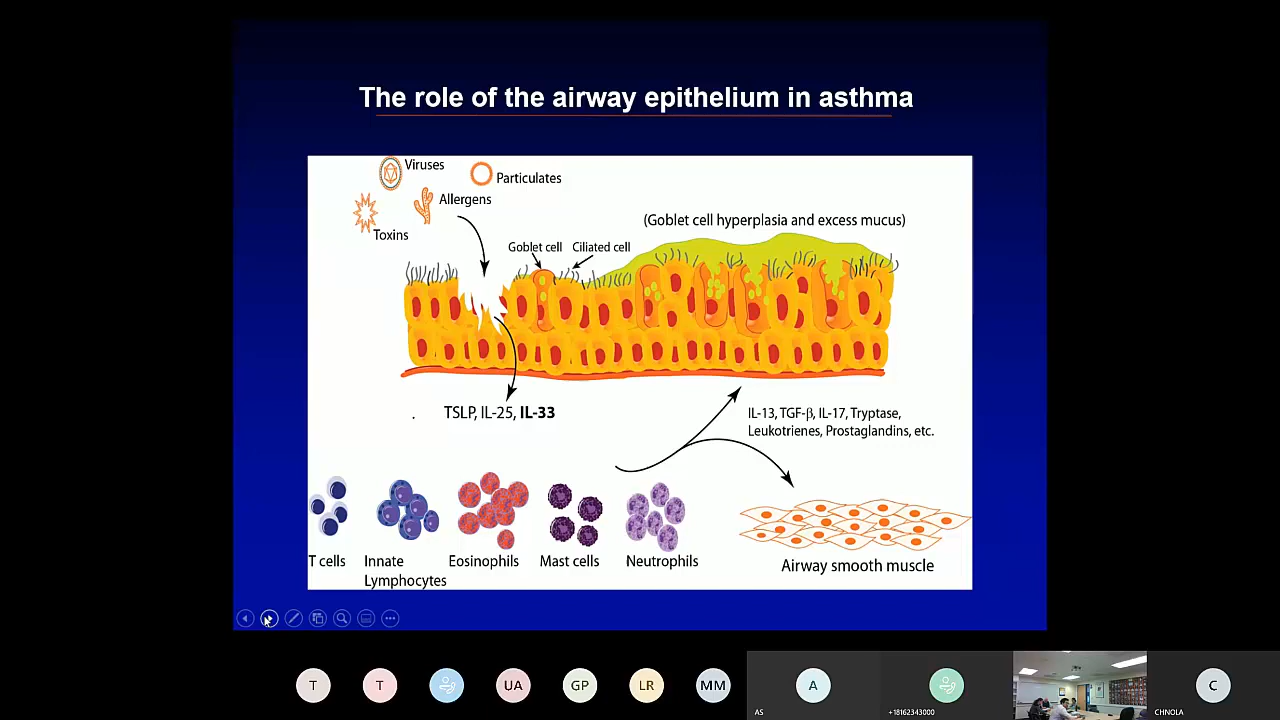 The role of the airway epithelium in asthma
Viruses
Particulates
Allergens
Toxins
(Goblet cell hyperplasia and excess mucus)
Goblet cell
Ciliated cell
TSLP, IL-25, IL-33
IL-13, TGF-β, IL-17, Tryptase,
Leukotrienes, Prostaglandins, etc.
T cells
Innate
Lymphocytes
Eosinophils
Mast cells
Neutrophils
Airway smooth muscle
T
T
UA
GP
LR
MM
A
C
AS
+18162343000
CHNOLA